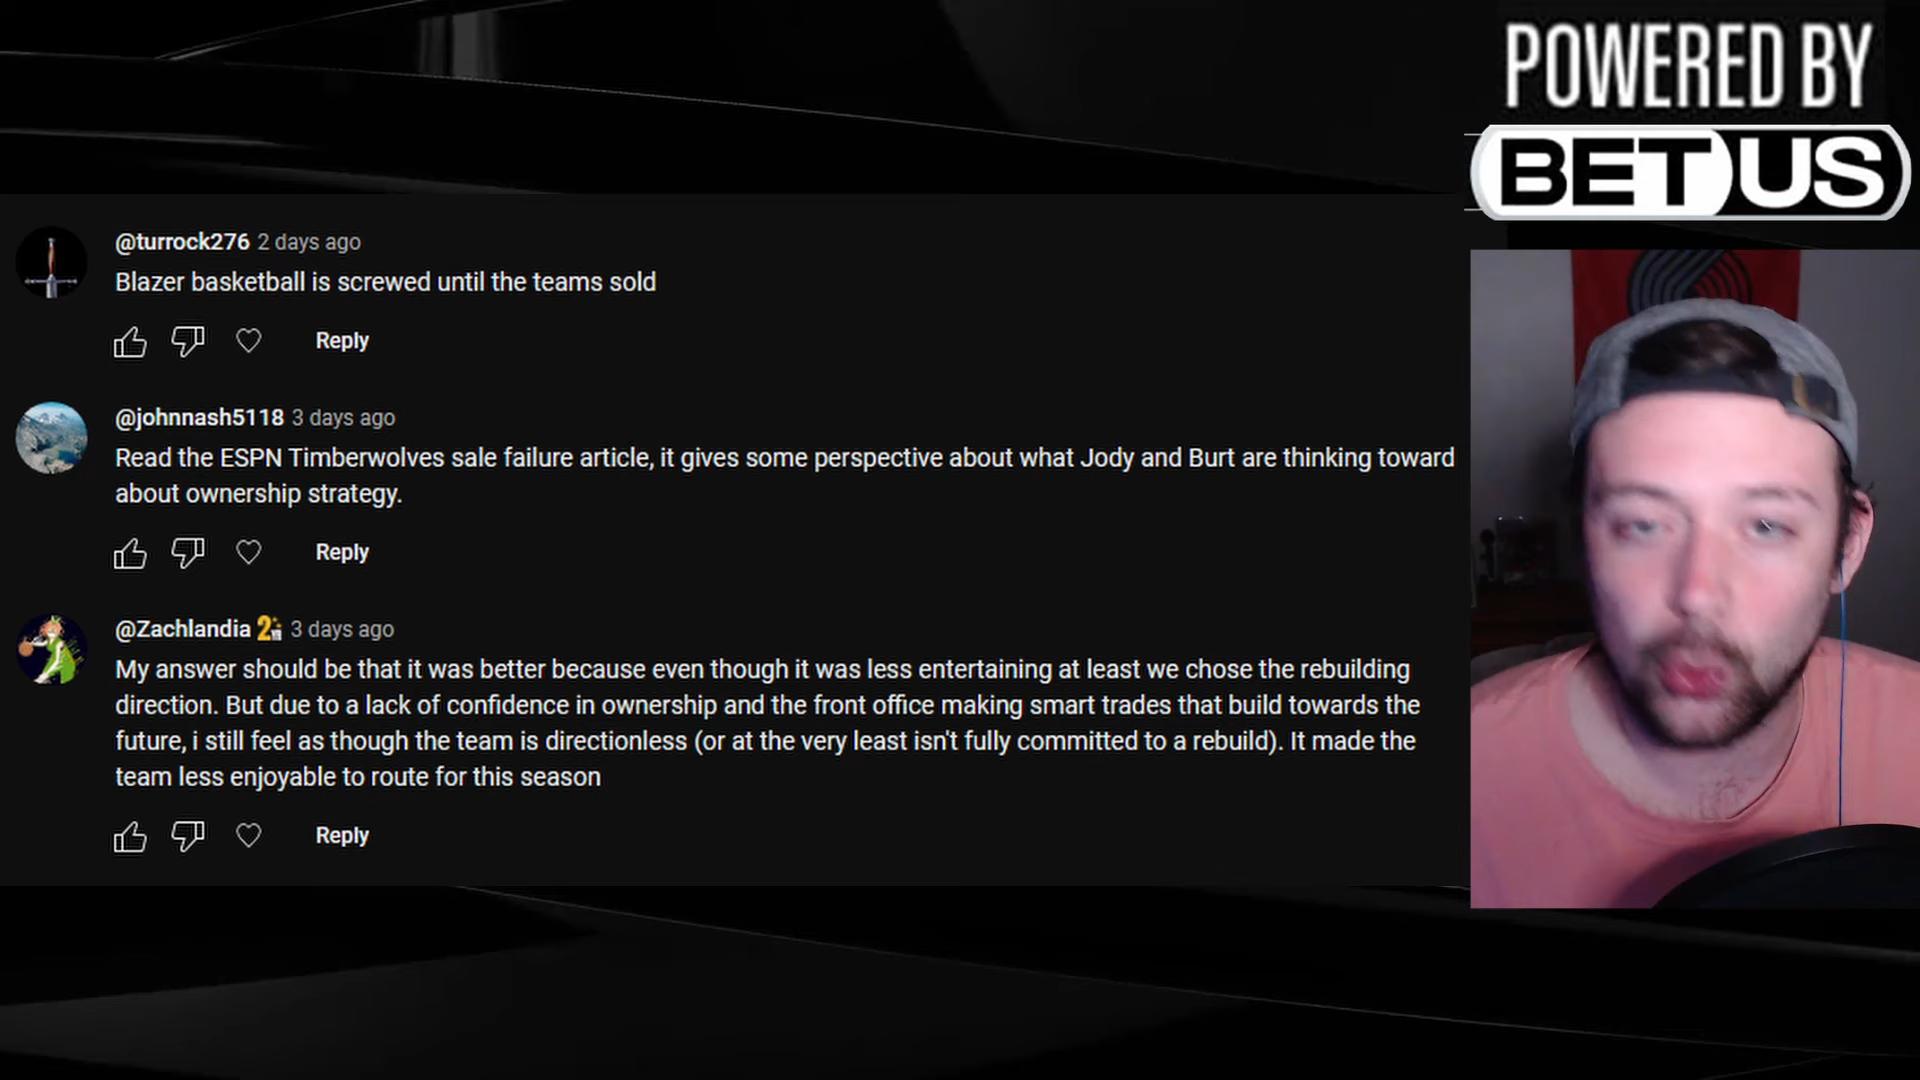 POWERED BY
BETUS
@turrock276 2 days ago
Blazer basketball is screwed until the teams sold
Reply
@johnnash5118 3 days ago
Read the ESPN Timberwolves sale failure article, it gives some perspective about what Jody and Burt are thinking toward
about ownership strategy.
Reply
@Zachlandia 2 3 days ago
My answer should be that it was better because even though it was less entertaining at least we chose the rebuilding
direction. But due to a lack of confidence in ownership and the front office making smart trades that build towards the
future, i still feel as though the team is directionless (or at the very least isn't fully committed to a rebuild). It made the
team less enjoyable to route for this season
Reply